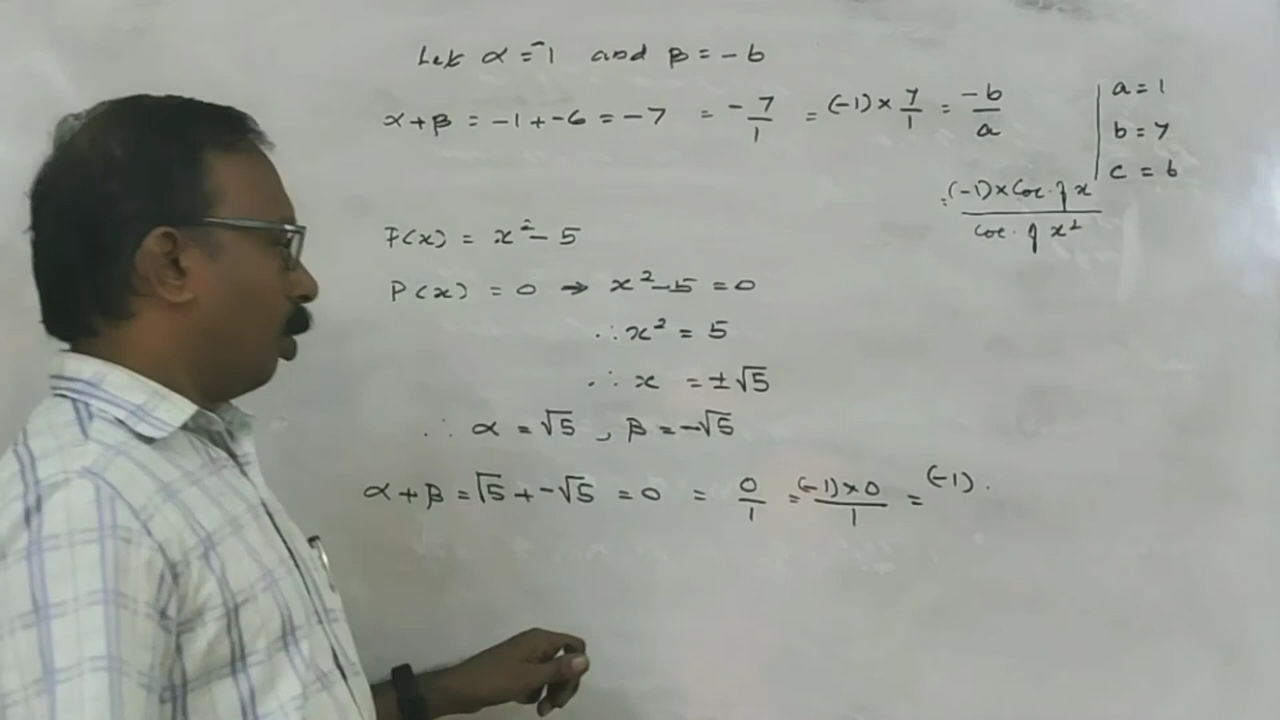 Let α = -1 and β = -6
α+β = -1 + -6 = -7 = -7/1 = (-1) × 7/1 = -b/a
a = 1
b = 7
c = 6
= (-1) × Coe. of x / coe. of x²
P(x) = x² - 5
P(x) = 0 → x² - 5 = 0
∴ x² = 5
∴ x = ±√5
∴ α = √5 , β = -√5
α+β = √5 + -√5 = 0 = 0/1 = (-1) × 0 / 1 = (-1) .